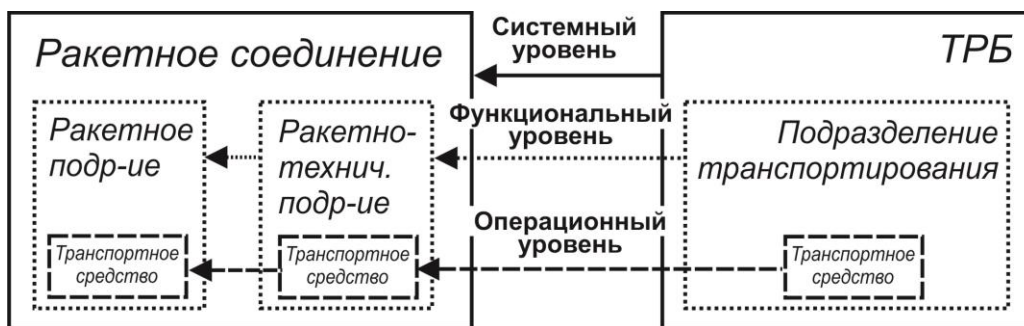 Ракетное соединение
Системный
уровень
ТРБ
Ракетное
подр-ие
Ракетно-
технич.
подр-ие
Функциональный
уровень
Подразделение
транспортирования
Операционный
уровень
Транспортное
средство
Транспортное
средство
Транспортное
средство